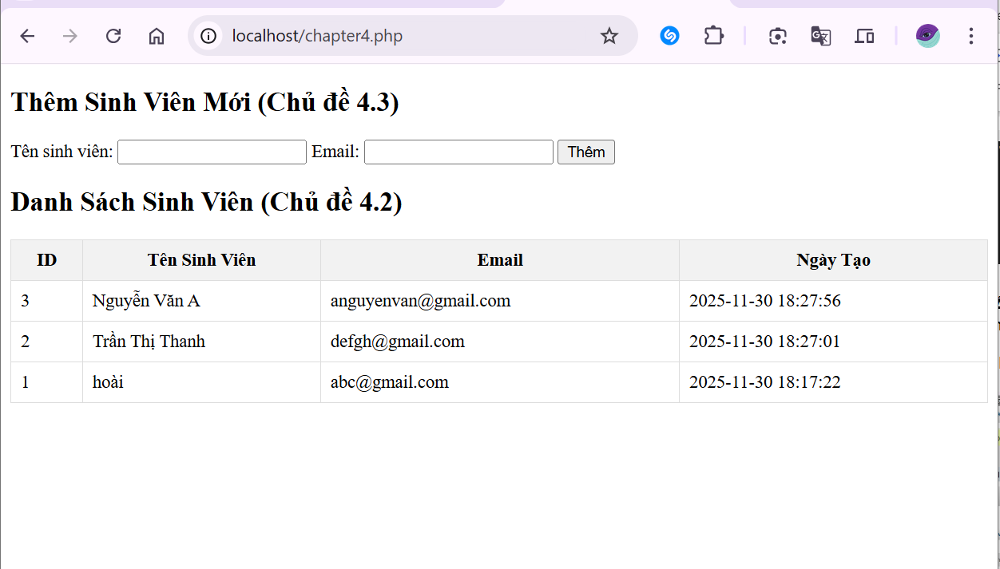 localhost/chapter4.php
Thêm Sinh Viên Mới (Chủ đề 4.3)
Tên sinh viên: Email: Thêm
Danh Sách Sinh Viên (Chủ đề 4.2)
ID Tên Sinh Viên Email Ngày Tạo
3 Nguyễn Văn A anguyenvan@gmail.com 2025-11-30 18:27:56
2 Trần Thị Thanh defgh@gmail.com 2025-11-30 18:27:01
1 hoài abc@gmail.com 2025-11-30 18:17:22